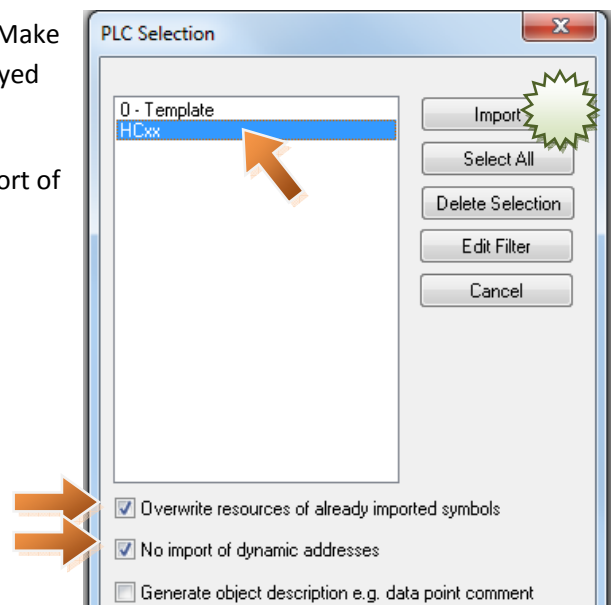 Make
yed
ort of
PLC Selection
0 - Template
HCxx
Import
Select All
Delete Selection
Edit Filter
Cancel
Overwrite resources of already imported symbols
No import of dynamic addresses
Generate object description e.g. data point comment